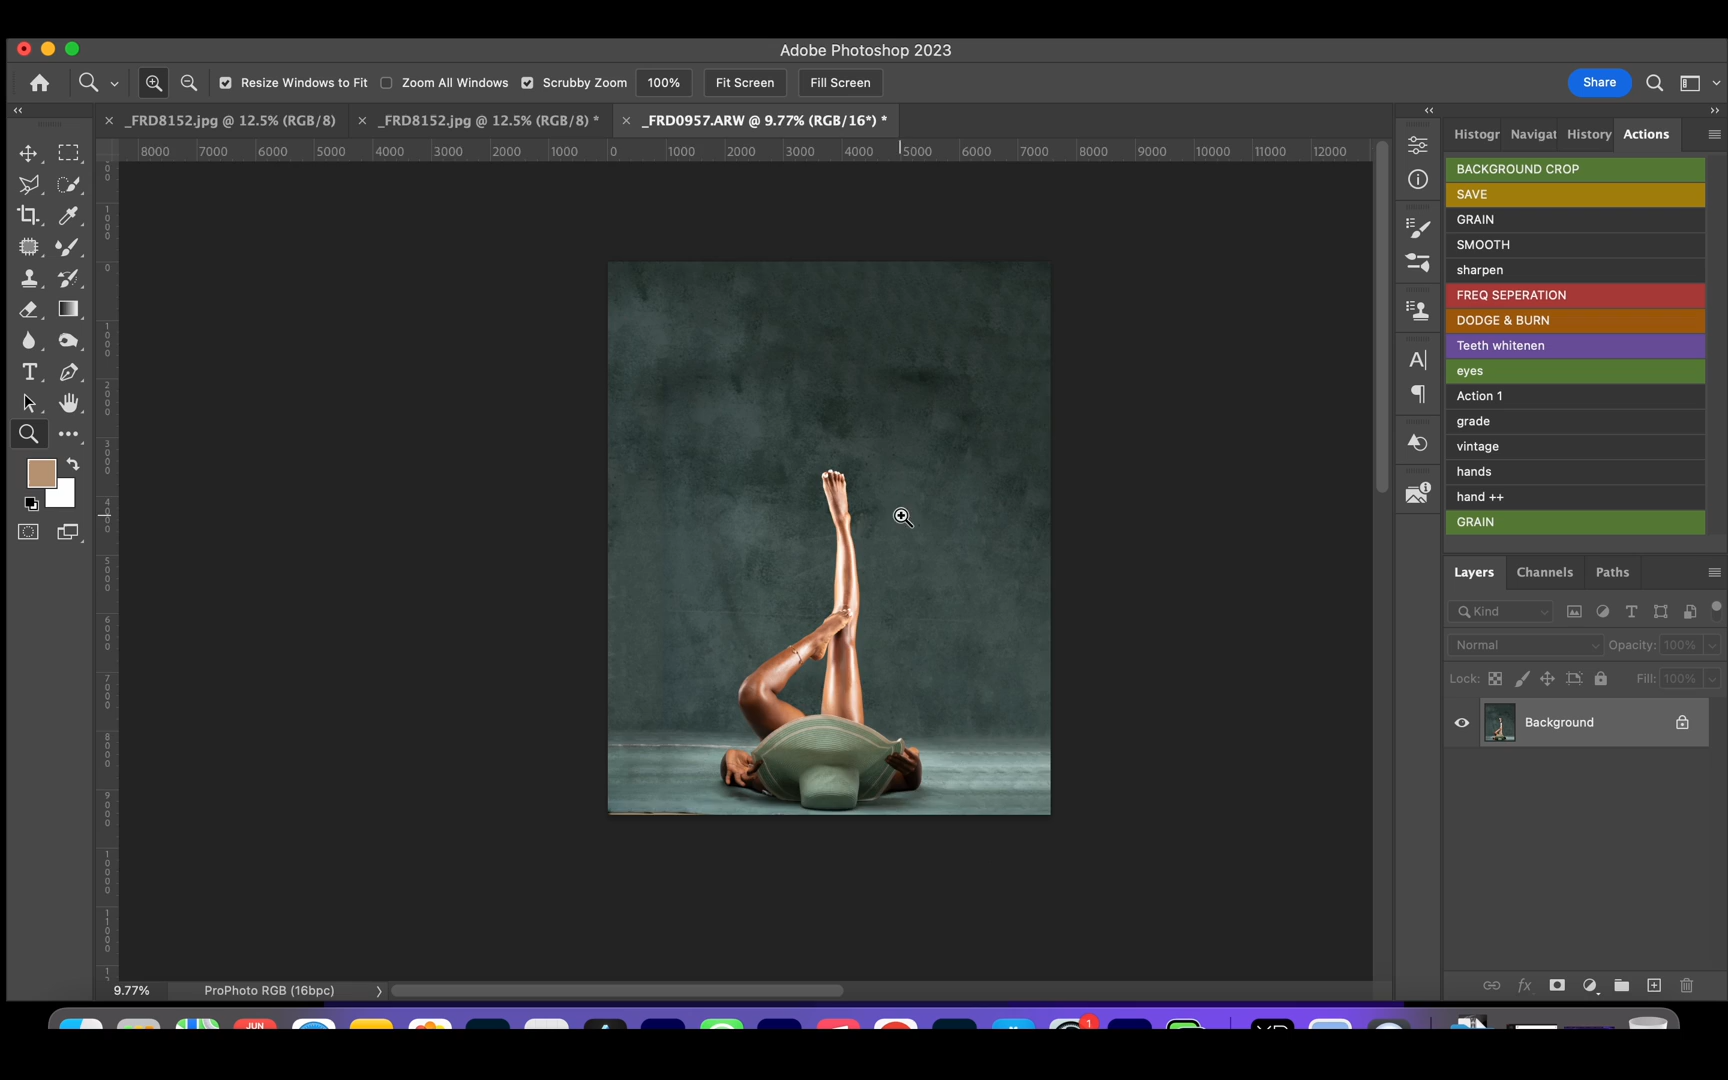 Adobe Photoshop 2023
Resize Windows to Fit Zoom All Windows Scrubby Zoom 100% Fit Screen Fill Screen Share
_FRD8152.jpg @ 12.5% (RGB/8) _FRD8152.jpg @ 12.5% (RGB/8) * _FRD0957.ARW @ 9.77% (RGB/16*) *
Histogr Navigat History Actions
8000 7000 6000 5000 4000 3000 2000 1000 0 1000 2000 3000 4000 5000 6000 7000 8000 9000 10000 11000 12000
BACKGROUND CROP
SAVE
GRAIN
SMOOTH
sharpen
FREQ SEPERATION
DODGE & BURN
Teeth whitenen
eyes
Action 1
grade
vintage
hands
hand ++
GRAIN
Layers Channels Paths
Kind
Normal Opacity: 100%
Lock: Fill: 100%
Background
9.77% ProPhoto RGB (16bpc)
JUN
1